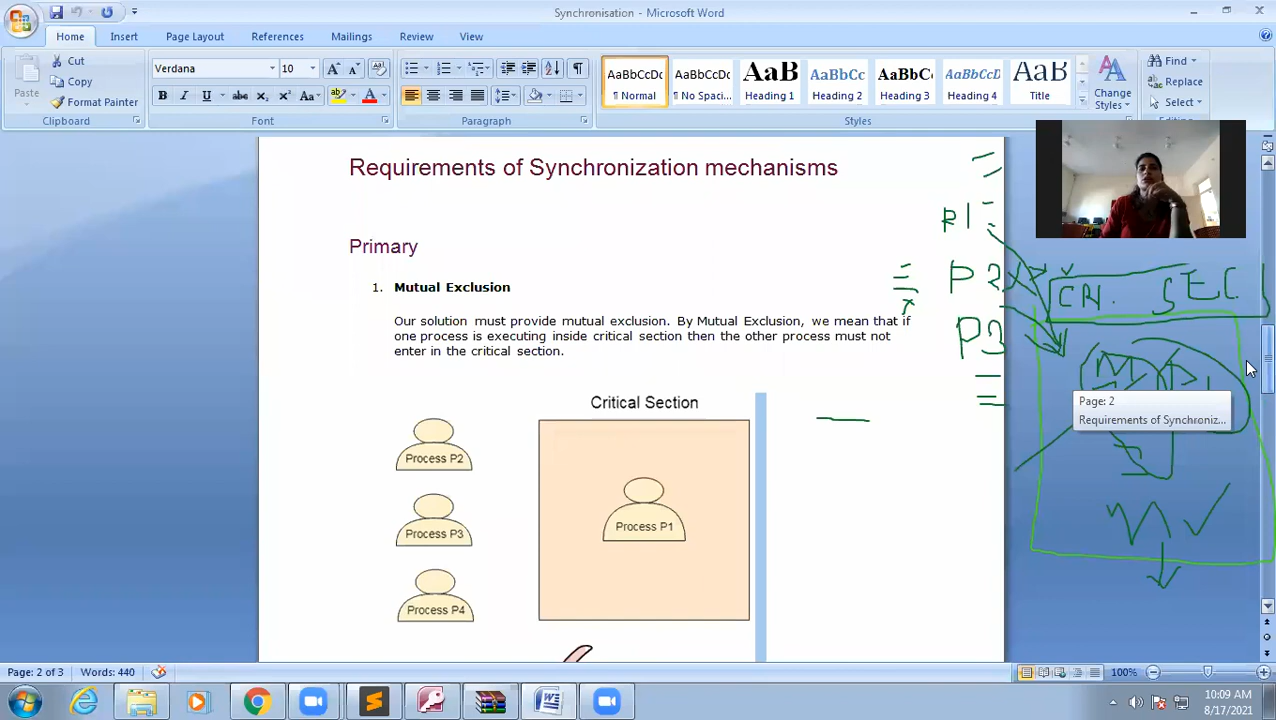 Synchronisation - Microsoft Word
Home Insert Page Layout References Mailings Review View
Cut
Copy
Format Painter
Paste
Clipboard
Verdana 10
Font
Paragraph
AaBbCcDc AaBbCcDc AaB AaBbCc AaBbCc AaBbCcD AaB
¶ Normal ¶ No Spaci... Heading 1 Heading 2 Heading 3 Heading 4 Title
Styles
Change
Styles
Find
Replace
Select
Requirements of Synchronization mechanisms
Primary
1. Mutual Exclusion
Our solution must provide mutual exclusion. By Mutual Exclusion, we mean that if
one process is executing inside critical section then the other process must not
enter in the critical section.
Critical Section
Process P2
Process P3
Process P4
Process P1
P1
P2
P3
CR. SEC
Page: 2
Requirements of Synchroniz...
Page: 2 of 3 Words: 440
100%
10:09 AM
8/17/2021